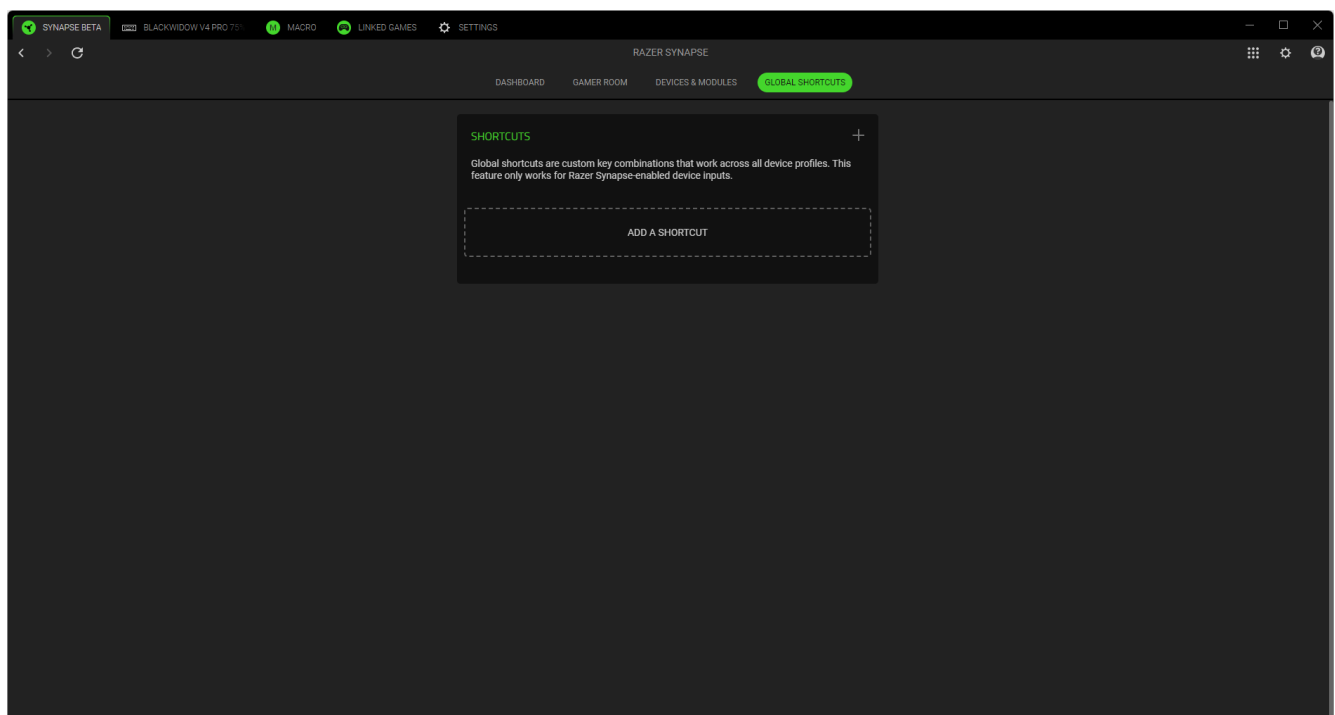 SYNAPSE BETA
BLACKWIDOW V4 PRO 75%
M MACRO
LINKED GAMES
SETTINGS
RAZER SYNAPSE
DASHBOARD
GAMER ROOM
DEVICES & MODULES
GLOBAL SHORTCUTS
SHORTCUTS
Global shortcuts are custom key combinations that work across all device profiles. This
feature only works for Razer Synapse-enabled device inputs.
ADD A SHORTCUT